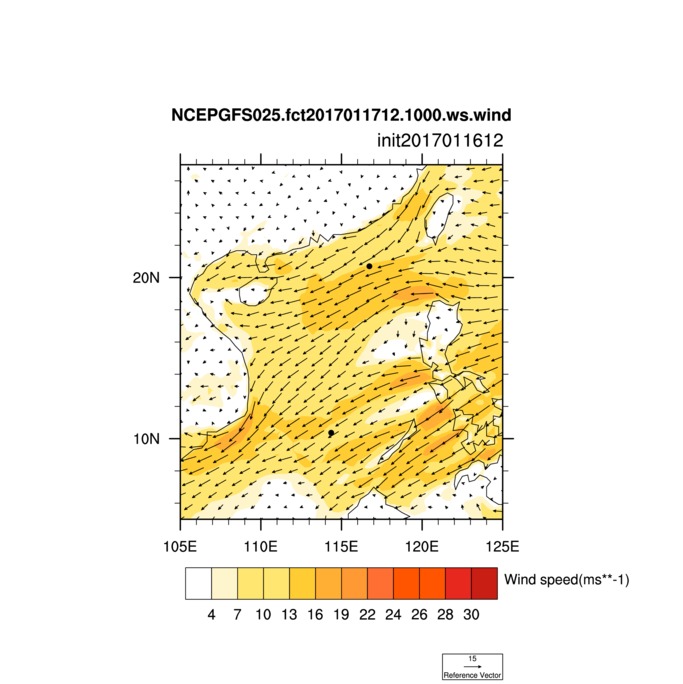 NCEPGFS025.fct2017011712.1000.ws.wind
init2017011612
20N
10N
105E 110E 115E 120E 125E
Wind speed(ms**-1)
4 7 10 13 16 19 22 24 26 28 30
15
Reference Vector